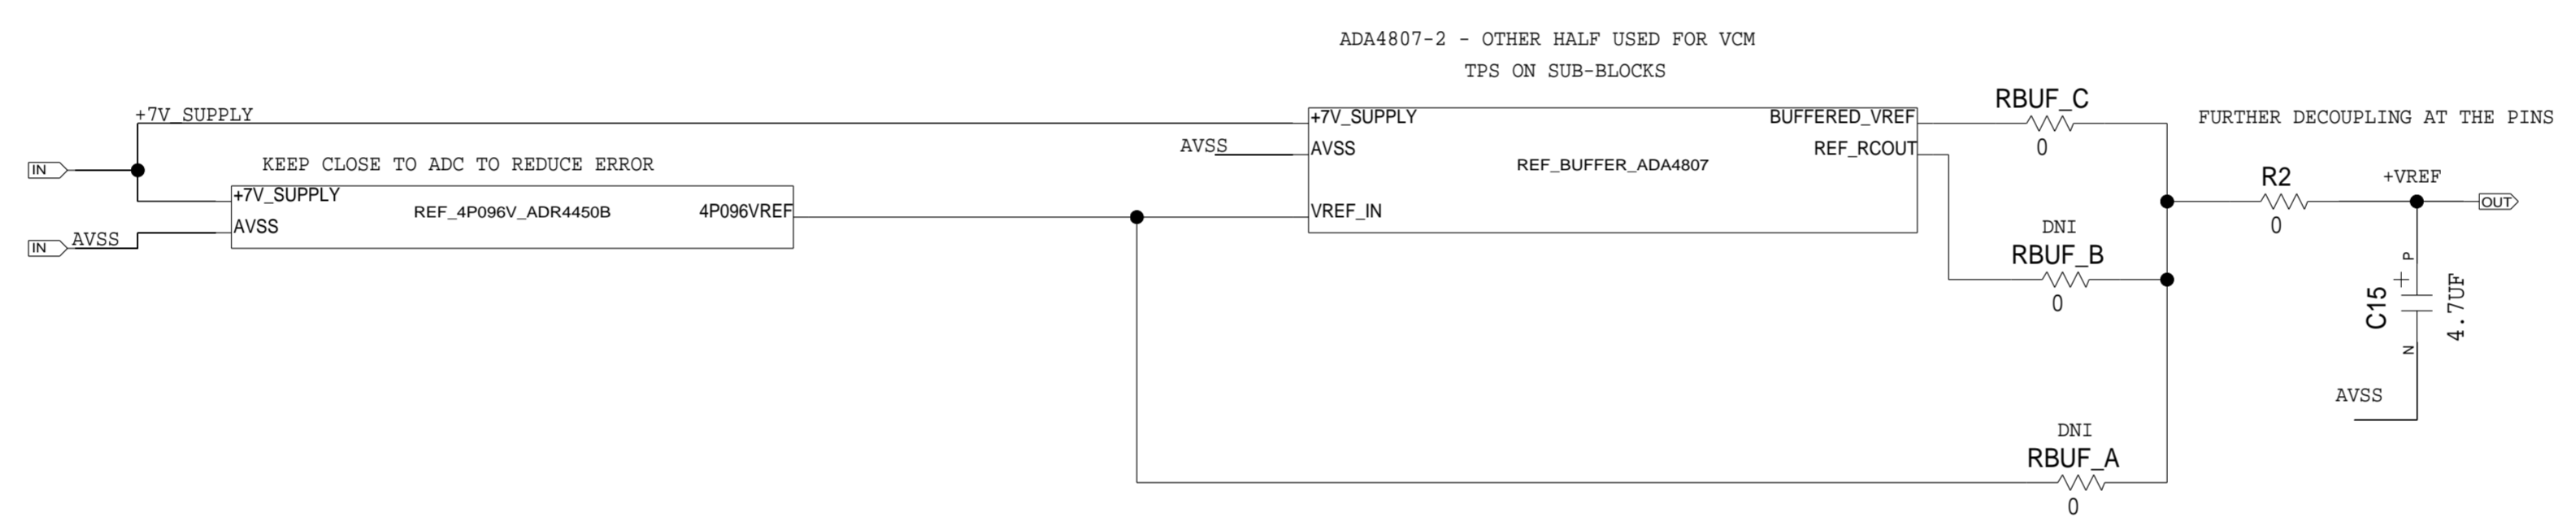 ADA4807-2 - OTHER HALF USED FOR VCM
TPS ON SUB-BLOCKS
+7V_SUPPLY
IN
KEEP CLOSE TO ADC TO REDUCE ERROR
+7V_SUPPLY
AVSS
REF_4P096V_ADR4450B
4P096VREF
IN
AVSS
AVSS
+7V_SUPPLY
AVSS
VREF_IN
REF_BUFFER_ADA4807
BUFFERED_VREF
REF_RCOUT
RBUF_C
0
DNI
RBUF_B
0
DNI
RBUF_A
0
FURTHER DECOUPLING AT THE PINS
R2
0
+VREF
OUT
P
+
C15
4.7UF
N
AVSS